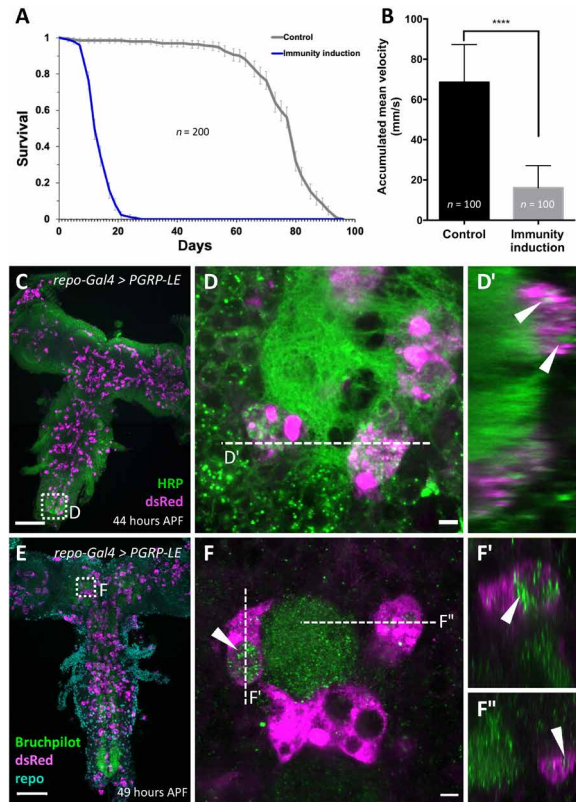 A
B
Control
Immunity induction
n = 200
Survival
1
0.8
0.6
0.4
0.2
0
0 20 40 60 80 100
Days
****
Accumulated mean velocity
(mm/s)
100
80
60
40
20
0
n = 100
n = 100
Control
Immunity
induction
C
repo-Gal4 > PGRP-LE
HRP
dsRed
D
44 hours APF
D
D'
D'
E
repo-Gal4 > PGRP-LE
F
Bruchpilot
dsRed
repo
49 hours APF
F
F'
F"
F'
F"